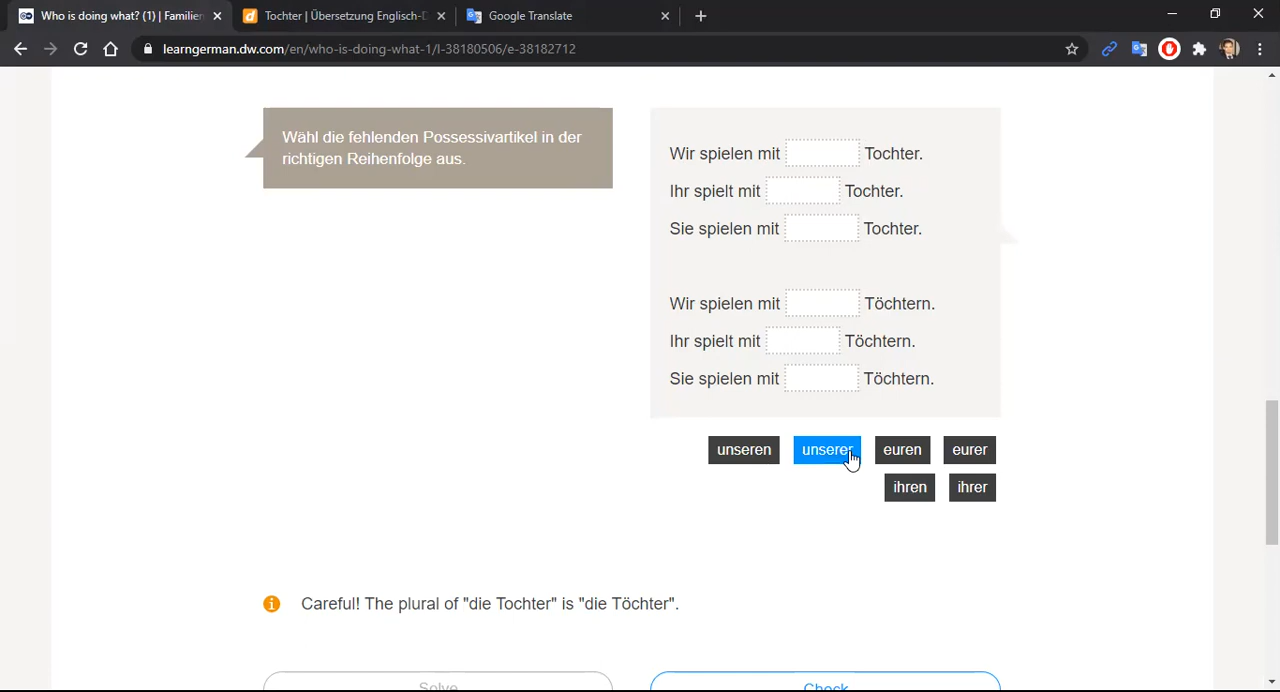 Who is doing what? (1) | Familien
Tochter | Übersetzung Englisch-D
Google Translate
learngerman.dw.com/en/who-is-doing-what-1/l-38180506/e-38182712
Wähl die fehlenden Possessivartikel in der
richtigen Reihenfolge aus.
Wir spielen mit Tochter.
Ihr spielt mit Tochter.
Sie spielen mit Tochter.
Wir spielen mit Töchtern.
Ihr spielt mit Töchtern.
Sie spielen mit Töchtern.
unseren unserer euren eurer
ihren ihrer
Careful! The plural of "die Tochter" is "die Töchter".
Solve Check